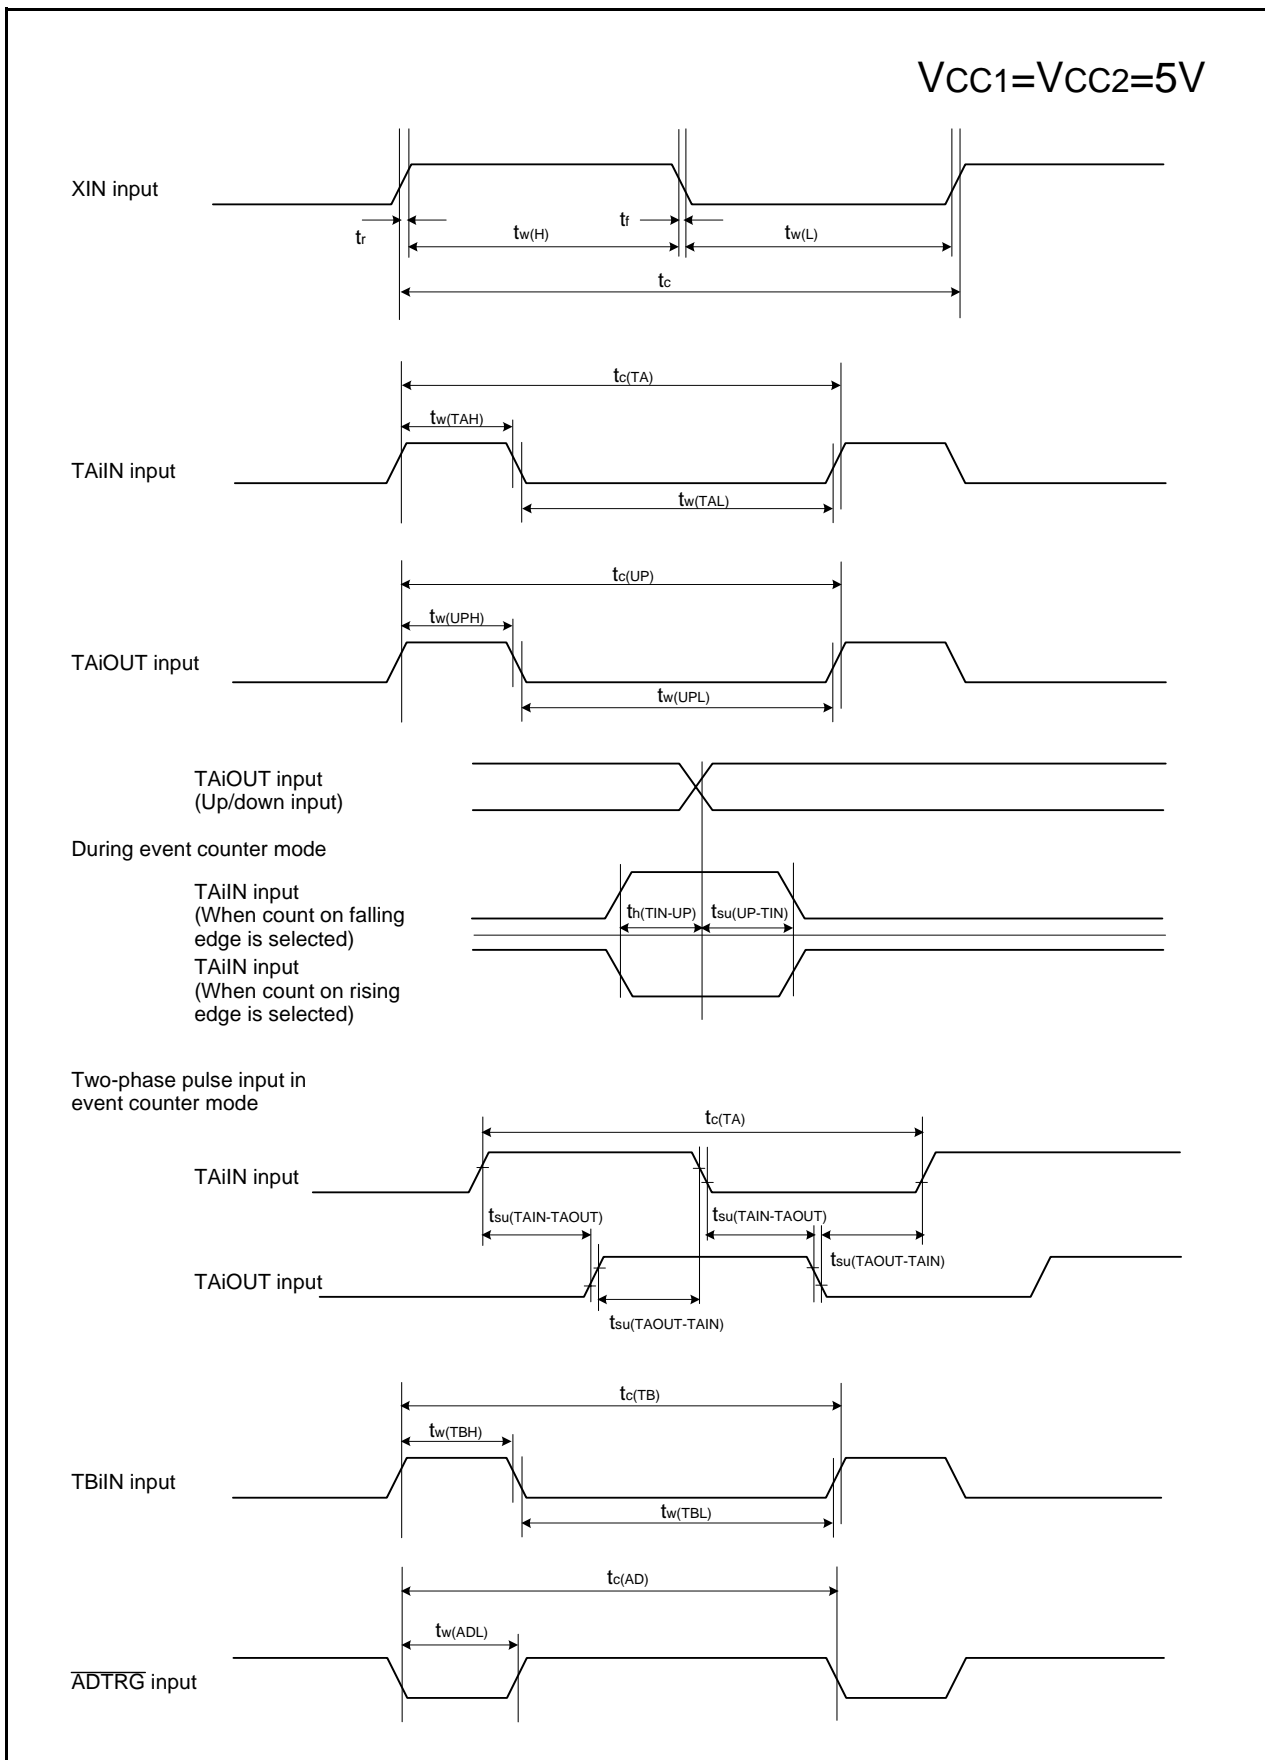 VCC1=VCC2=5V
XIN input
tr
tw(H)
tf
tw(L)
tc
tc(TA)
tw(TAH)
TAiIN input
tw(TAL)
tc(UP)
tw(UPH)
TAiOUT input
tw(UPL)
TAiOUT input
(Up/down input)
During event counter mode
TAiIN input
(When count on falling
edge is selected)
th(TIN-UP)
tsu(UP-TIN)
TAiIN input
(When count on rising
edge is selected)
Two-phase pulse input in
event counter mode
tc(TA)
TAiIN input
tsu(TAIN-TAOUT)
tsu(TAIN-TAOUT)
tsu(TAOUT-TAIN)
TAiOUT input
tsu(TAOUT-TAIN)
tc(TB)
tw(TBH)
TBiIN input
tw(TBL)
tc(AD)
tw(ADL)
ADTRG input